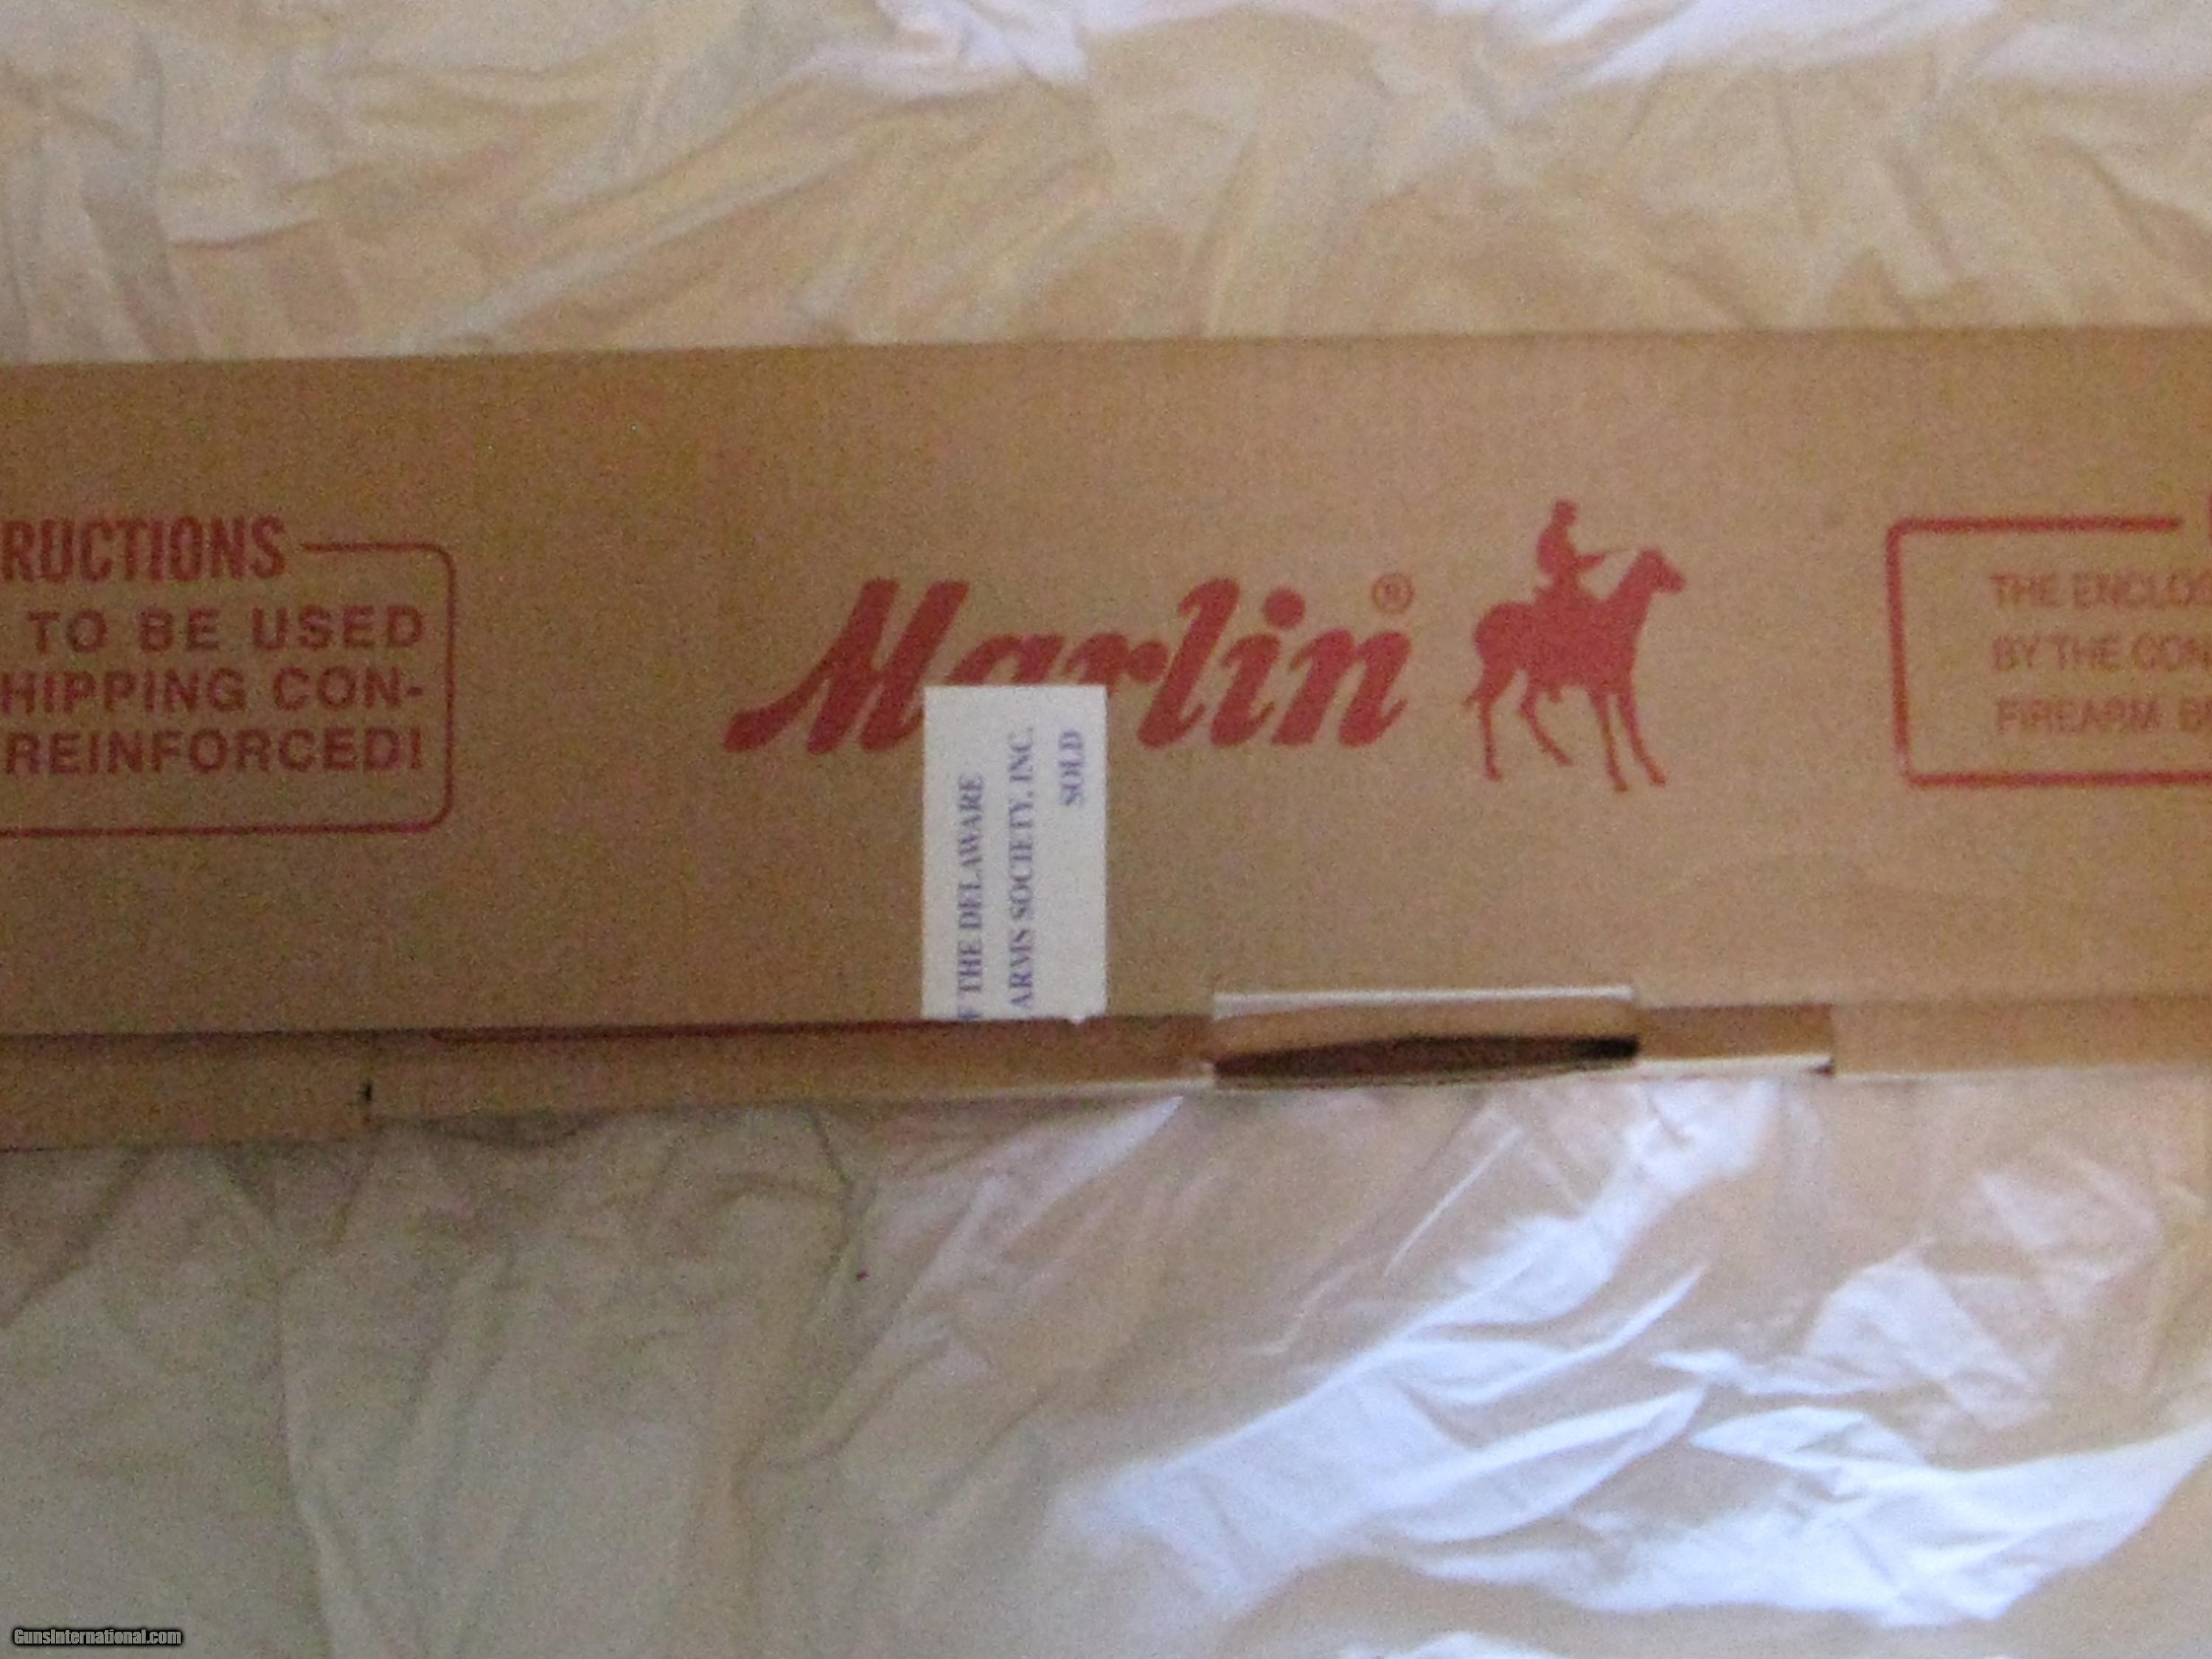 RUCTIONS
TO BE USED
HIPPING CON-
REINFORCED!
Marlin®
THE DELAWARE
ARMS SOCIETY, INC.
SOLD
THE ENCLO
BY THE CON
FIREARM B
GunsInternational.com